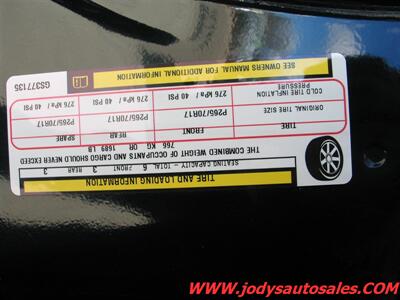 TIRE AND LOADING INFORMATION
SEATING CAPACITY - TOTAL 6 FRONT 3 REAR 3
THE COMBINED WEIGHT OF OCCUPANTS AND CARGO SHOULD NEVER EXCEED
766 KG OR 1689 LB
TIRE FRONT REAR SPARE
ORIGINAL TIRE SIZE P265/70R17 P265/70R17 P265/70R17
COLD TIRE INFLATION PRESSURE 276 kPa / 40 PSI 276 kPa / 40 PSI 276 kPa / 40 PSI
SEE OWNERS MANUAL FOR ADDITIONAL INFORMATION
GS377135
WWW.jodysautosales.COM